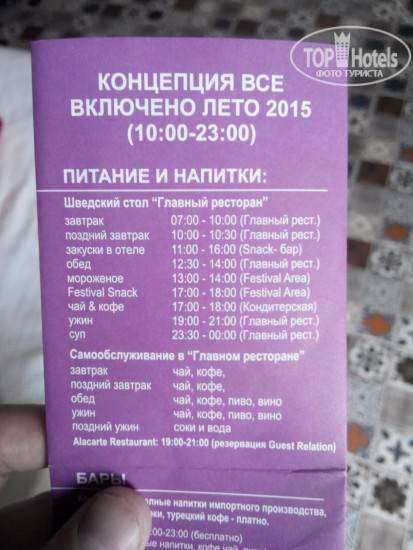 TOP Hotels
ФОТО ТУРИСТА
КОНЦЕПЦИЯ ВСЕ
ВКЛЮЧЕНО ЛЕТО 2015
(10:00-23:00)
ПИТАНИЕ И НАПИТКИ:
Шведский стол "Главный ресторан"
завтрак 07:00 - 10:00 (Главный рест.)
поздний завтрак 10:00 - 10:30 (Главный рест.)
закуски в отеле 11:00 - 16:00 (Snack- бар)
обед 12:30 - 14:00 (Главный рест.)
мороженое 13:00 - 14:00 (Festival Area)
Festival Snack 17:00 - 18:00 (Festival Area)
чай & кофе 17:00 - 18:00 (Кондитерская)
ужин 19:00 - 21:00 (Главный рест.)
суп 23:30 - 00:00 (Главный рест.)
Самообслуживание в "Главном ресторане"
завтрак чай, кофе,
поздний завтрак чай, кофе,
обед чай, кофе, пиво, вино
ужин чай, кофе, пиво, вино
поздний ужин соки и вода
Alacarte Restaurant: 19:00-21:00 (резервация Guest Relation)
БАРЫ
напитки импортного производства,
турецкий кофе - платно.
23:00 (бесплатно)
напитки, кофе чай,